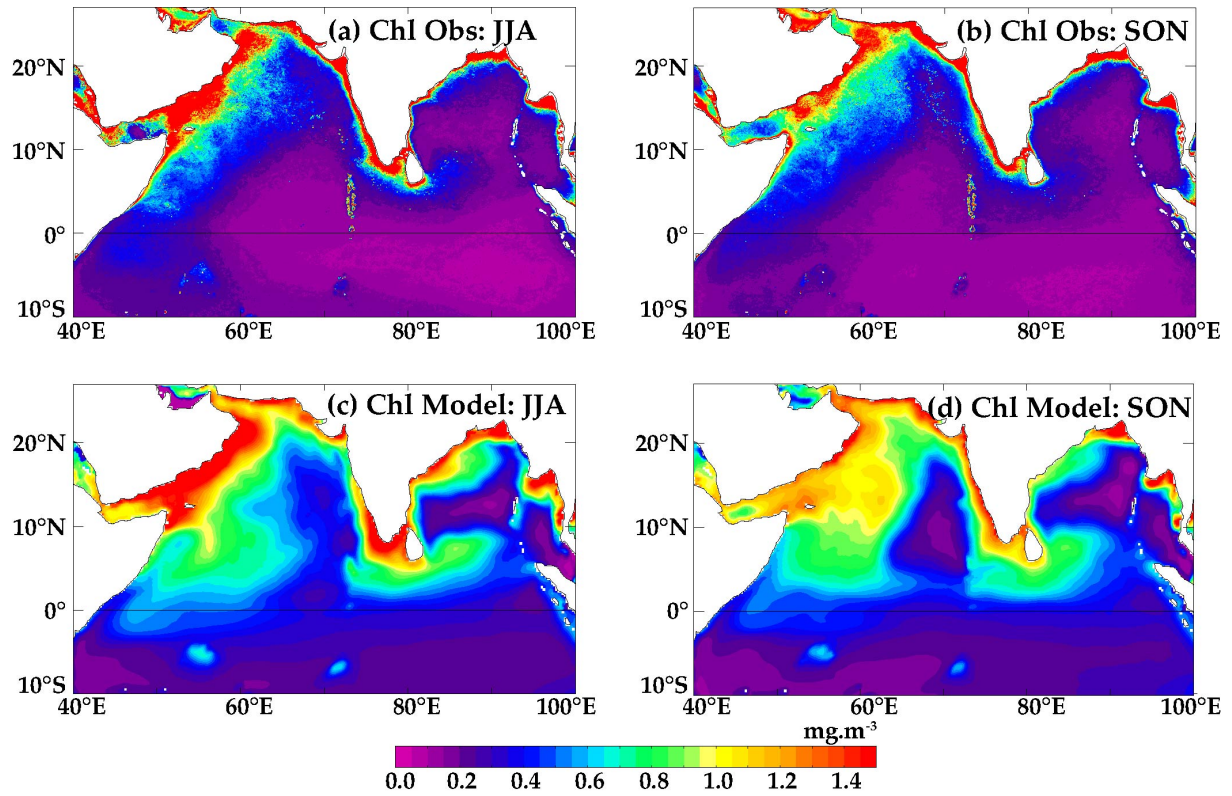 (a) Chl Obs: JJA
(b) Chl Obs: SON
20°N
10°N
0°
10°S
40°E 60°E 80°E 100°E
20°N
10°N
0°
10°S
40°E 60°E 80°E 100°E
(c) Chl Model: JJA
(d) Chl Model: SON
20°N
10°N
0°
10°S
40°E 60°E 80°E 100°E
20°N
10°N
0°
10°S
40°E 60°E 80°E 100°E
mg.m⁻³
0.0 0.2 0.4 0.6 0.8 1.0 1.2 1.4